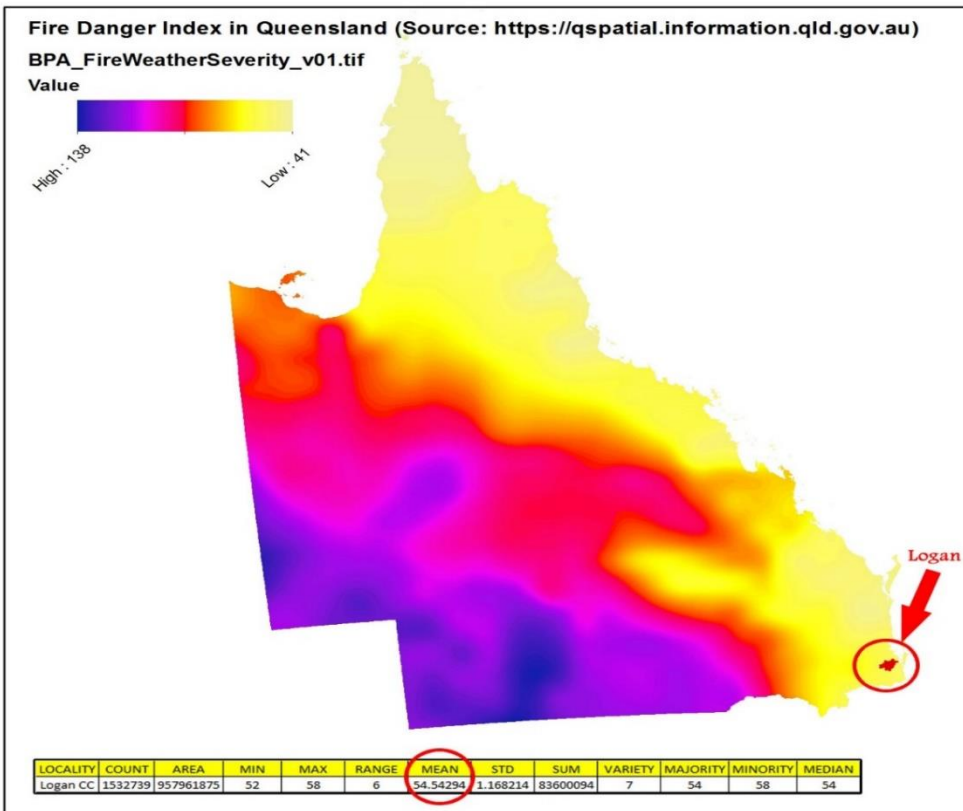 Fire Danger Index in Queensland (Source: https://qspatial.information.qld.gov.au)
BPA_FireWeatherSeverity_v01.tif
Value
High : 138
Low : 41
Logan
LOCALITY COUNT AREA MIN MAX RANGE MEAN STD SUM VARIETY MAJORITY MINORITY MEDIAN
Logan CC 1532739 957961875 52 58 6 54.54294 1.168214 83600094 7 54 58 54